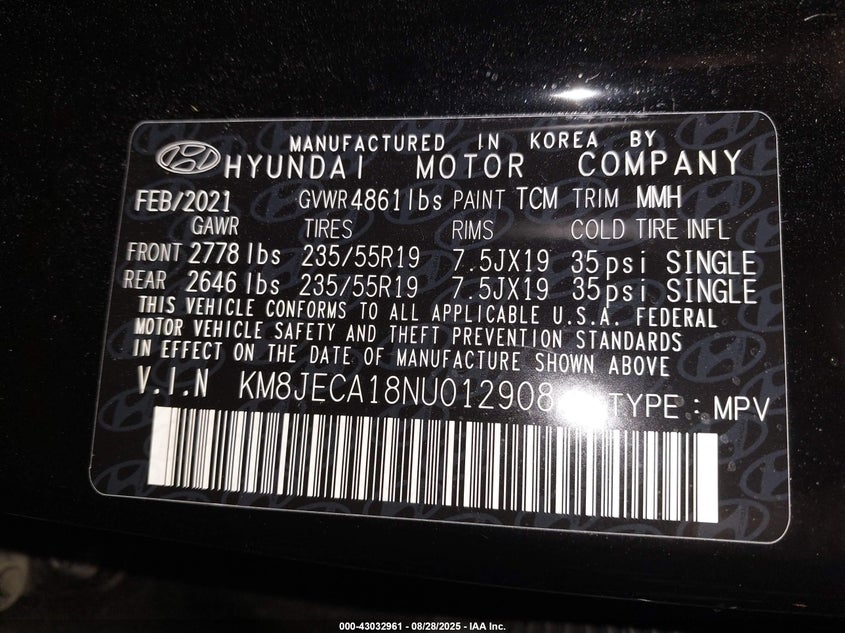 MANUFACTURED IN KOREA BY
HYUNDAI MOTOR COMPANY
FEB/2021 GVWR 4861 lbs PAINT TCM TRIM MMH
GAWR TIRES RIMS COLD TIRE INFL
FRONT 2778 lbs 235/55R19 7.5JX19 35psi SINGLE
REAR 2646 lbs 235/55R19 7.5JX19 35psi SINGLE
THIS VEHICLE CONFORMS TO ALL APPLICABLE U.S.A. FEDERAL
MOTOR VEHICLE SAFETY AND THEFT PREVENTION STANDARDS
IN EFFECT ON THE DATE OF MANUFACTURE SHOWN ABOVE
V.I.N KM8JECA18NU012908 TYPE : MPV
000-43032961 - 08/28/2025 - IAA Inc.